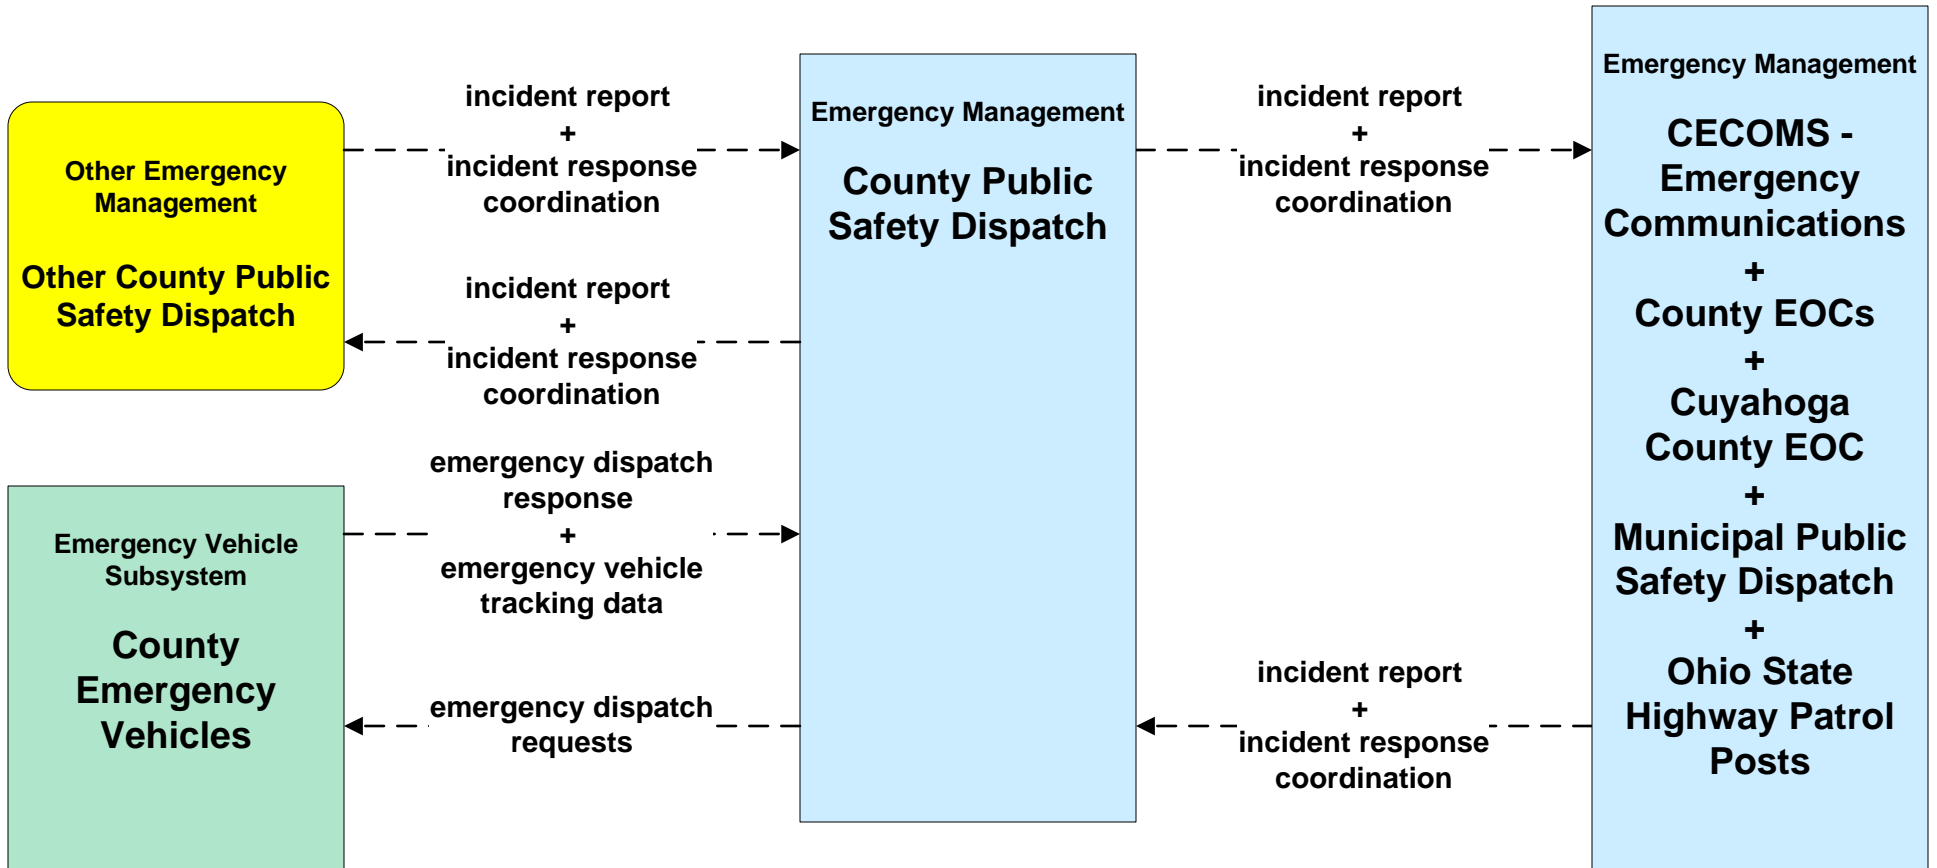 Other Emergency
Management
Other County Public
Safety Dispatch
incident report
+
incident response
coordination
incident report
+
incident response
coordination
Emergency Vehicle
Subsystem
County
Emergency
Vehicles
emergency dispatch
response
+
emergency vehicle
tracking data
emergency dispatch
requests
Emergency Management
County Public
Safety Dispatch
incident report
+
incident response
coordination
incident report
+
incident response
coordination
Emergency Management
CECOMS -
Emergency
Communications
+
County EOCs
+
Cuyahoga
County EOC
+
Municipal Public
Safety Dispatch
+
Ohio State
Highway Patrol
Posts